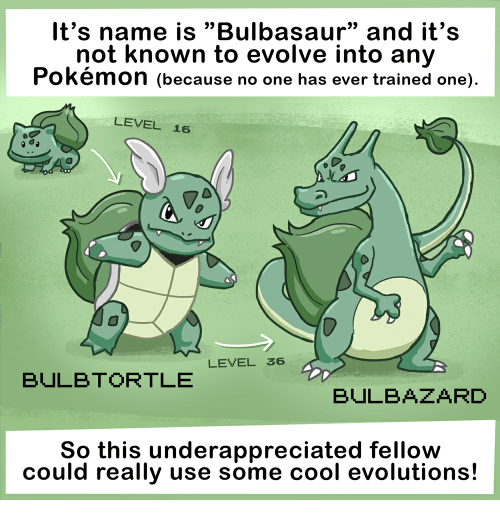 It's name is ”Bulbasaur” and it's
not known to evolve into any
Pokémon (because no one has ever trained one).
LEVEL 16
LEVEL 36
BULBTORTLE
BULBAZARD
So this underappreciated fellow
could really use some cool evolutions!